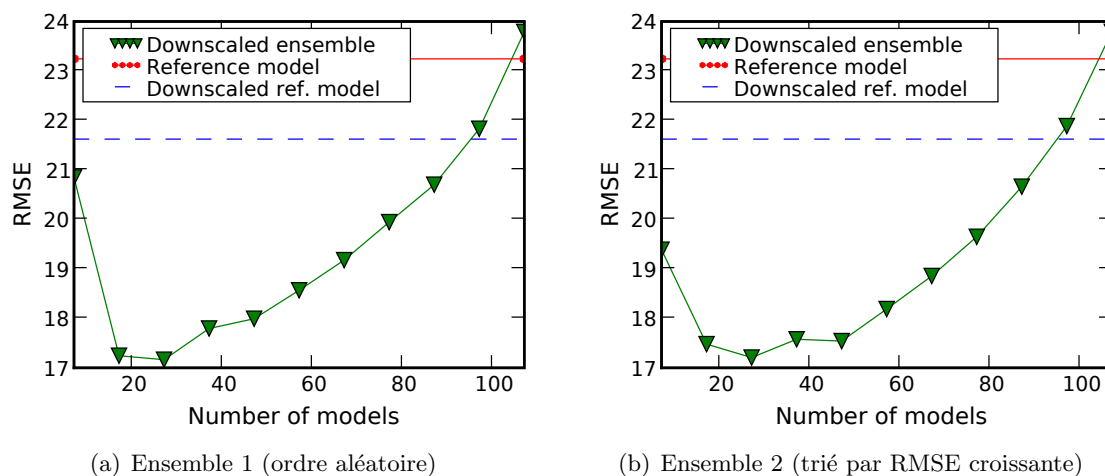 24
23
22
21
20
19
18
17
RMSE
Downscaled ensemble
Reference model
Downscaled ref. model
20
40
60
80
100
Number of models
(a) Ensemble 1 (ordre aléatoire)
24
23
22
21
20
19
18
17
RMSE
Downscaled ensemble
Reference model
Downscaled ref. model
20
40
60
80
100
Number of models
(b) Ensemble 2 (trié par RMSE croissante)